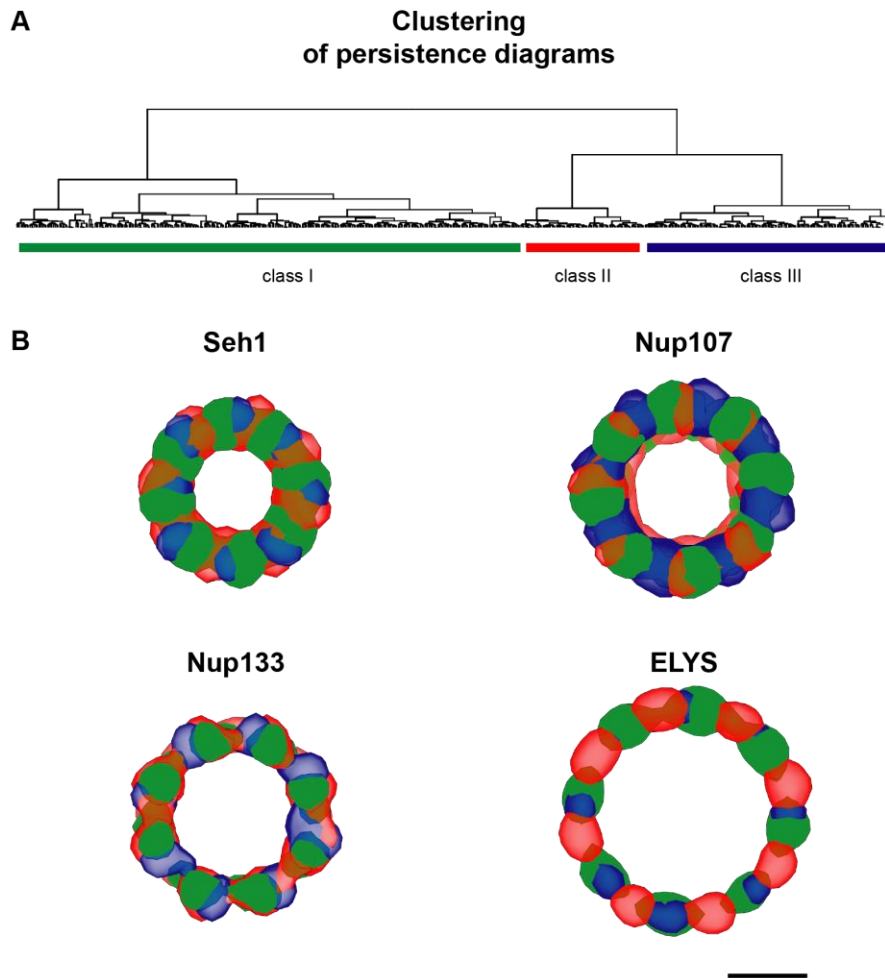 A
Clustering
of persistence diagrams
class I
class II
class III
B
Seh1
Nup107
Nup133
ELYS